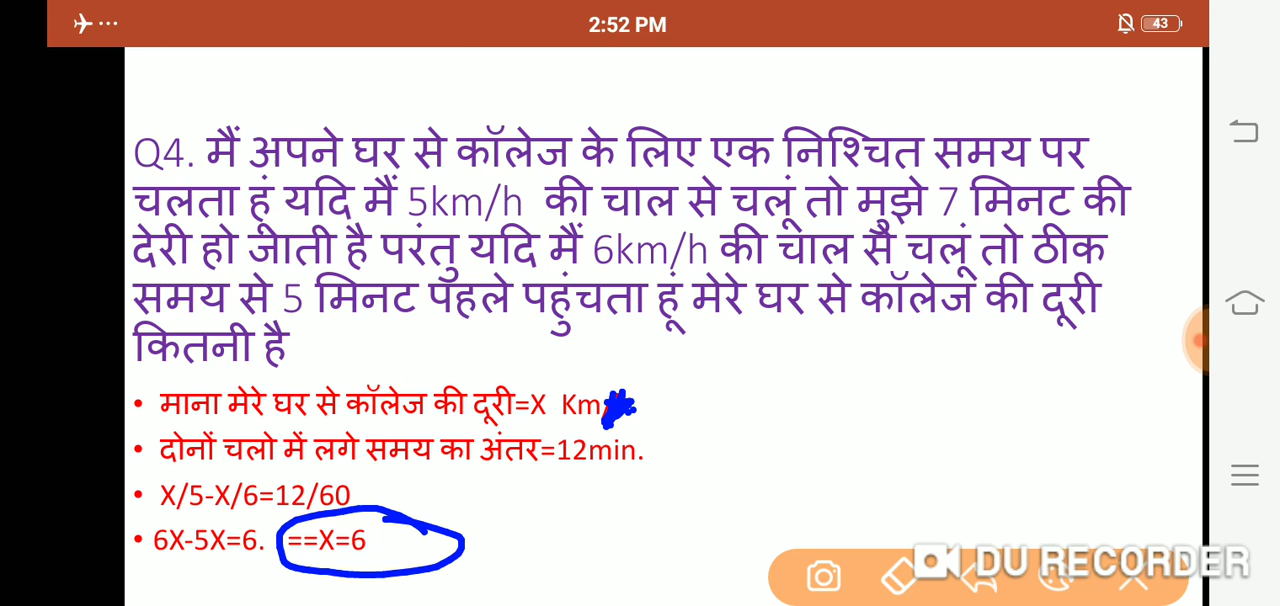 2:52 PM
43
Q4. मैं अपने घर से कॉलेज के लिए एक निश्चित समय पर
चलता हूं यदि मैं 5km/h की चाल से चलूं तो मुझे 7 मिनट की
देरी हो जाती है परंतु यदि मैं 6km/h की चाल से चलूं तो ठीक
समय से 5 मिनट पहले पहुंचता हूं मेरे घर से कॉलेज की दूरी
कितनी है
• माना मेरे घर से कॉलेज की दूरी=X Km
• दोनों चलो में लगे समय का अंतर=12min.
• X/5-X/6=12/60
• 6X-5X=6. ==X=6
DU RECORDER